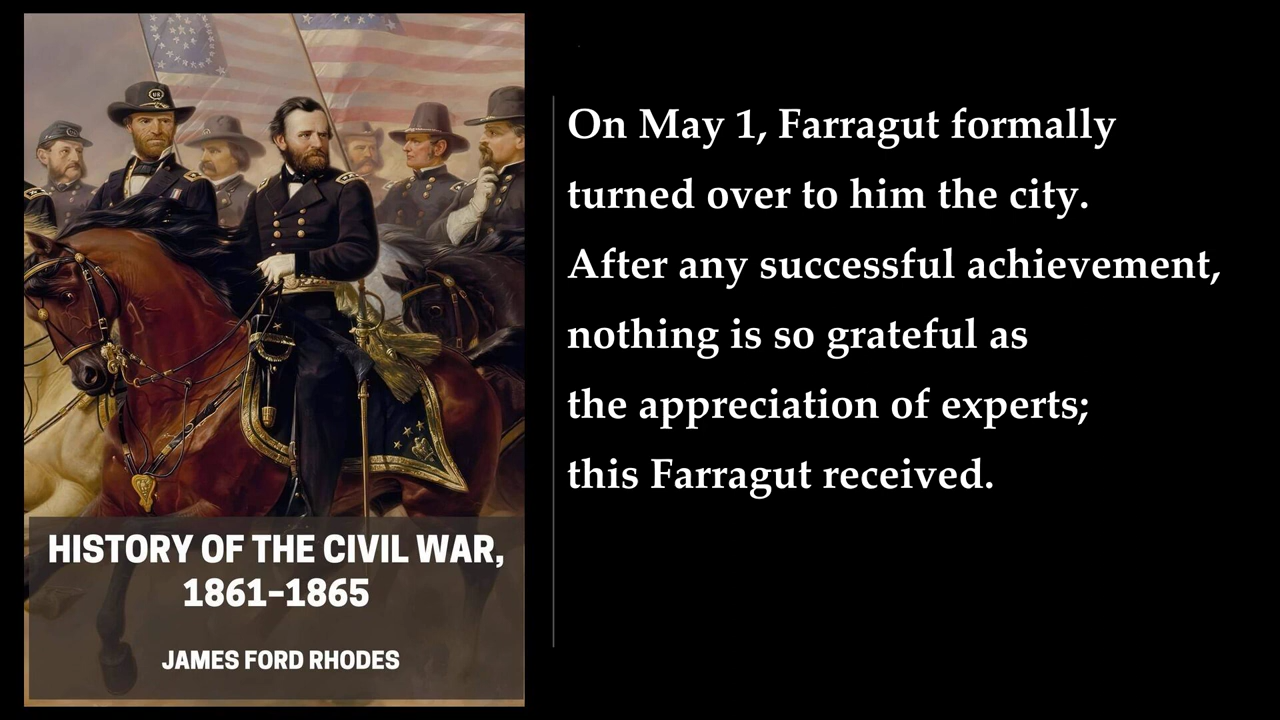 HISTORY OF THE CIVIL WAR,
1861–1865
JAMES FORD RHODES
On May 1, Farragut formally
turned over to him the city.
After any successful achievement,
nothing is so grateful as
the appreciation of experts;
this Farragut received.